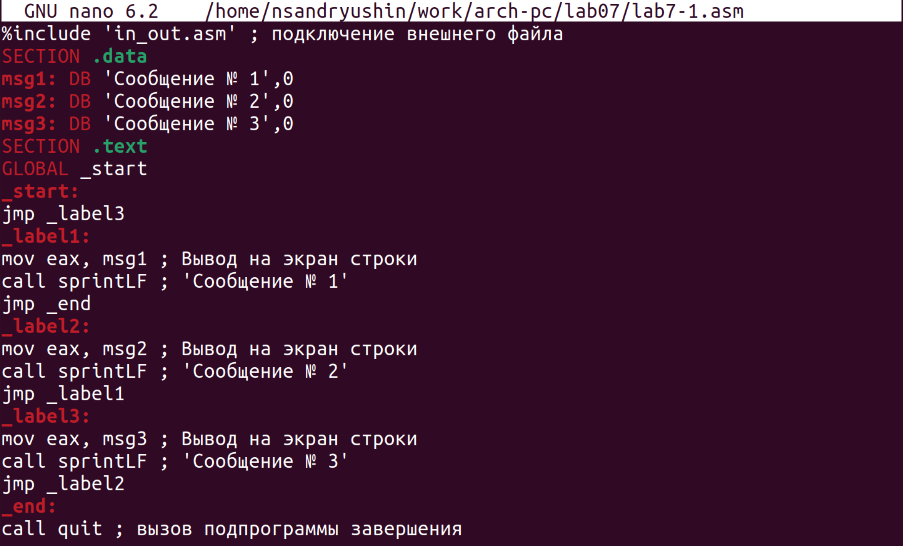 GNU nano 6.2    /home/nsandryushin/work/arch-pc/lab07/lab7-1.asm
%include 'in_out.asm' ; подключение внешнего файла
SECTION .data
msg1: DB 'Сообщение № 1',0
msg2: DB 'Сообщение № 2',0
msg3: DB 'Сообщение № 3',0
SECTION .text
GLOBAL _start
_start:
jmp _label3
_label1:
mov eax, msg1 ; Вывод на экран строки
call sprintLF ; 'Сообщение № 1'
jmp _end
_label2:
mov eax, msg2 ; Вывод на экран строки
call sprintLF ; 'Сообщение № 2'
jmp _label1
_label3:
mov eax, msg3 ; Вывод на экран строки
call sprintLF ; 'Сообщение № 3'
jmp _label2
_end:
call quit ; вызов подпрограммы завершения